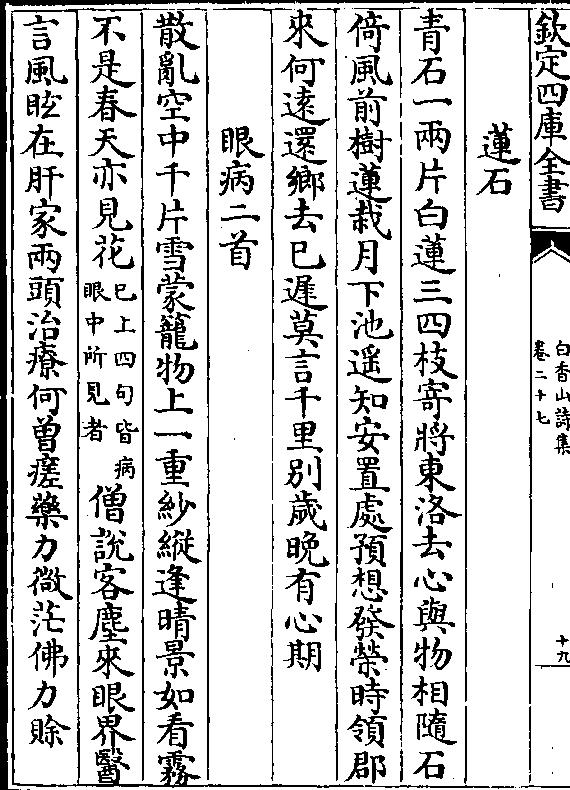 欽定四庫全書
白香山詩集
卷二十七
十九
蓮石
青石一兩片白蓮三四枝寄將東洛去心與物相隨石
倚風前樹蓮栽月下池遥知安置處預想發榮時領郡
來何遠還鄉去已遲莫言千里别歲晚有心期
眼病二首
散亂空中千片雪蒙籠物上一重紗縱逢晴景如看霧
不是春天亦見花已上四句皆病眼中所見者僧說客塵來眼界醫
言風眩在肝家兩頭治療何曾瘥藥力微茫佛力賒